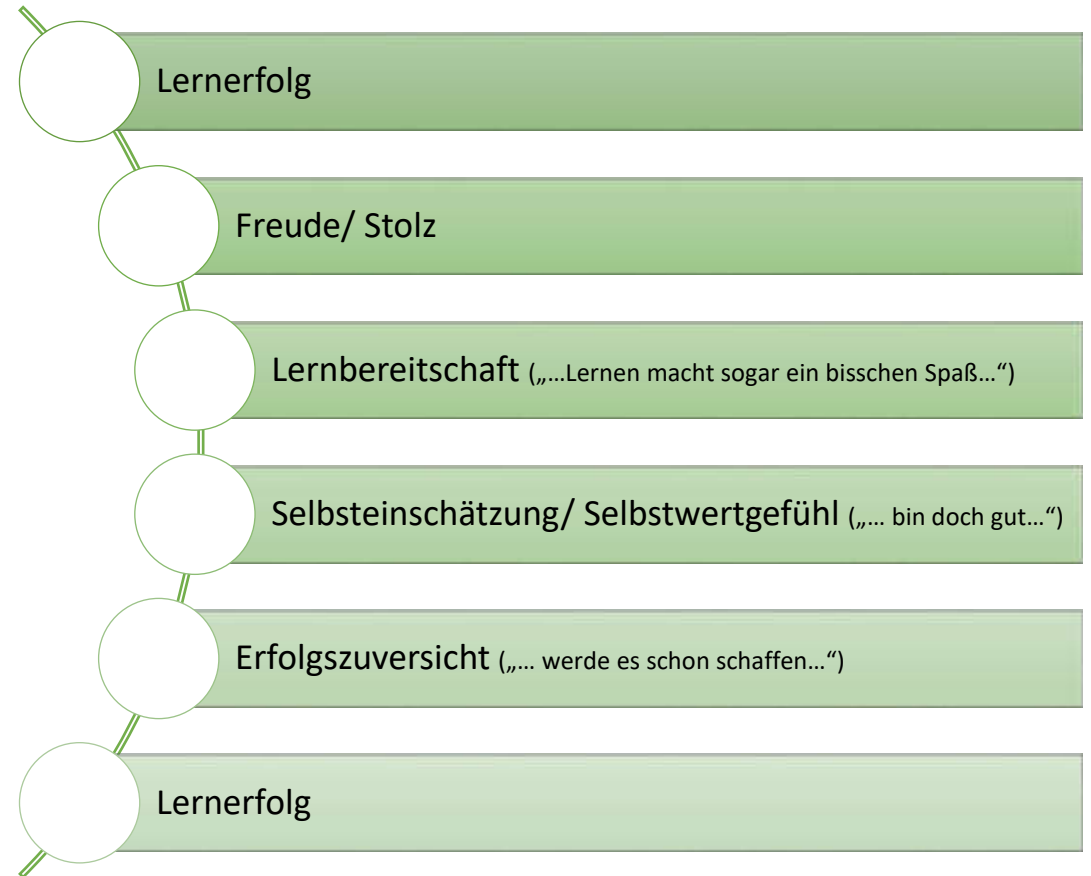 Lernerfolg
Freude/ Stolz
Lernbereitschaft („…Lernen macht sogar ein bisschen Spaß…“)
Selbsteinschätzung/ Selbstwertgefühl („… bin doch gut…“)
Erfolgszuversicht („… werde es schon schaffen…“)
Lernerfolg